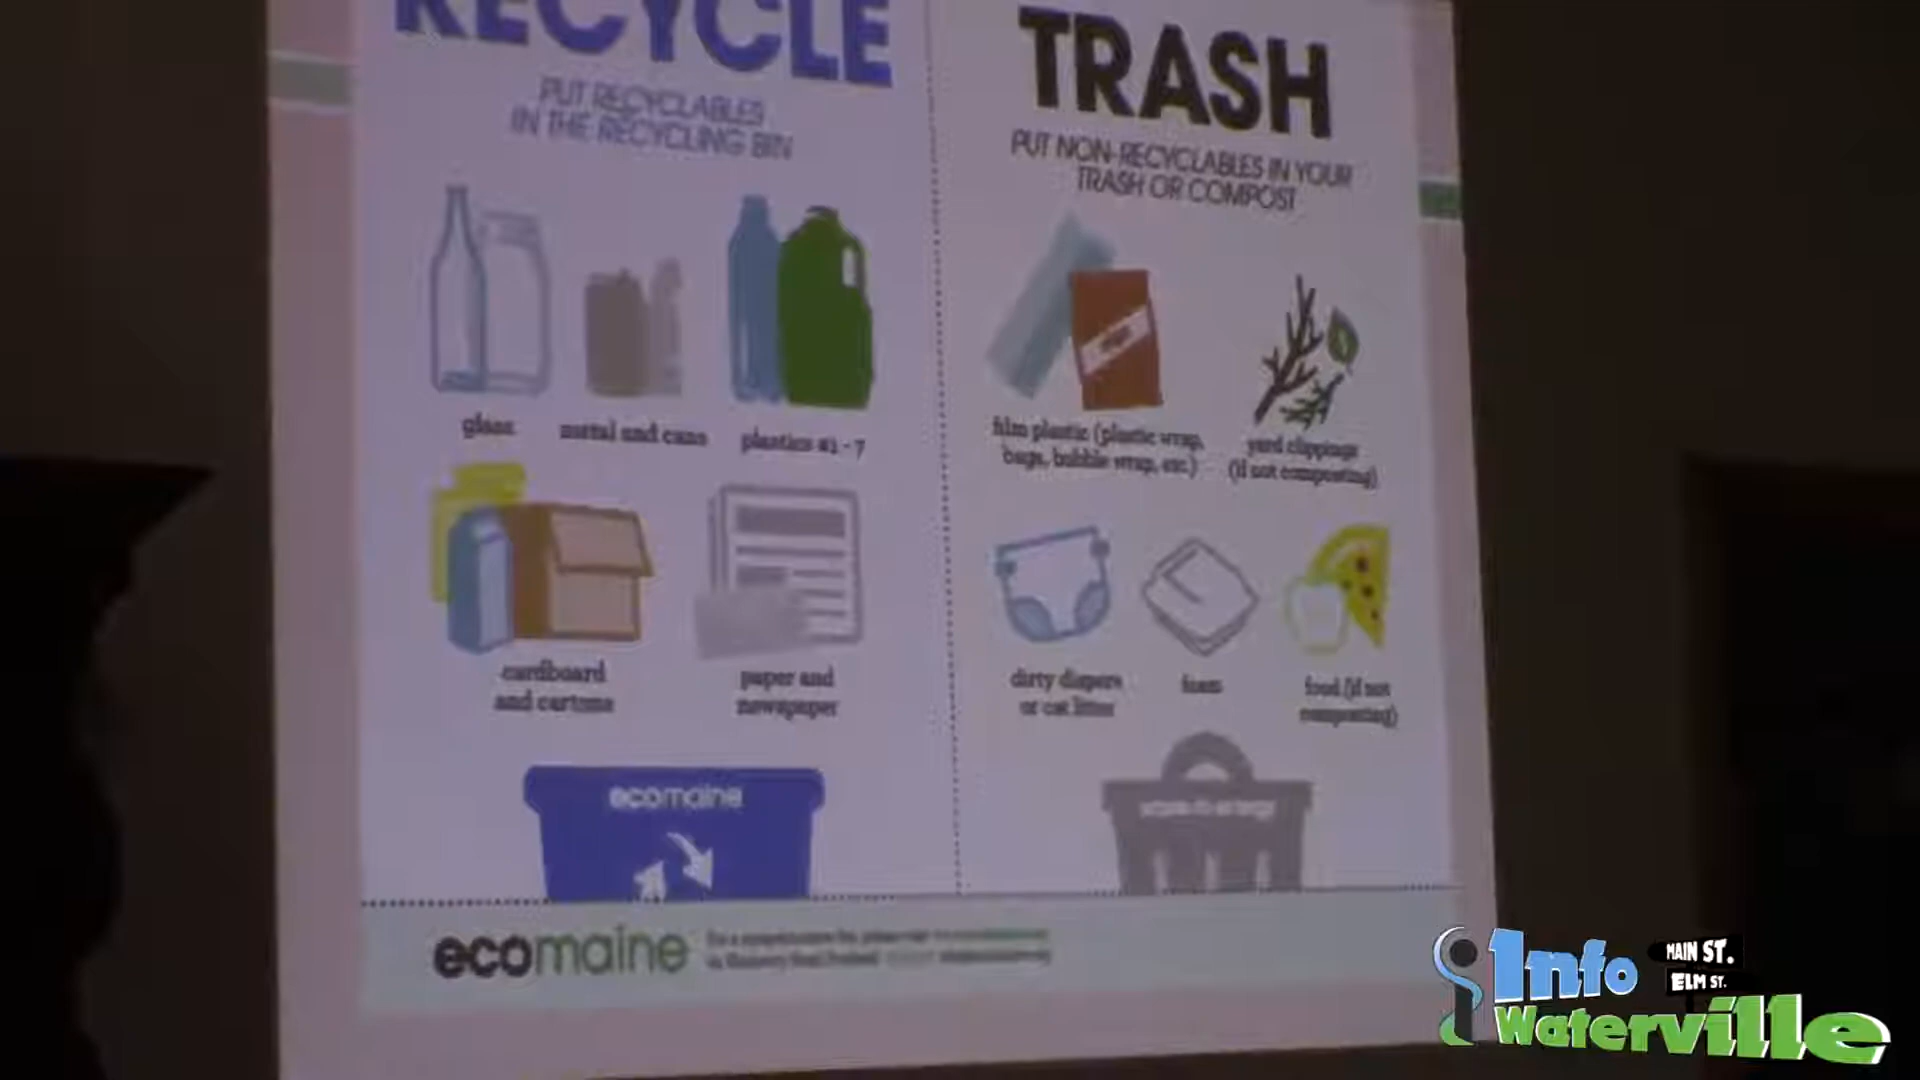 RECYCLE
PUT RECYCLABLES
IN THE RECYCLING BIN
glass
metal and cans
plastics #1-7
cardboard
and cartons
paper and
newspaper
ecomaine
TRASH
PUT NON-RECYCLABLES IN YOUR
TRASH OR COMPOST
film plastic (plastic wrap,
bags, bubble wrap, etc.)
yard clippings
(if not composting)
dirty diapers
or cat litter
foam
food (if not
composting)
ecomaine
Info
MAIN ST.
ELM ST.
Waterville